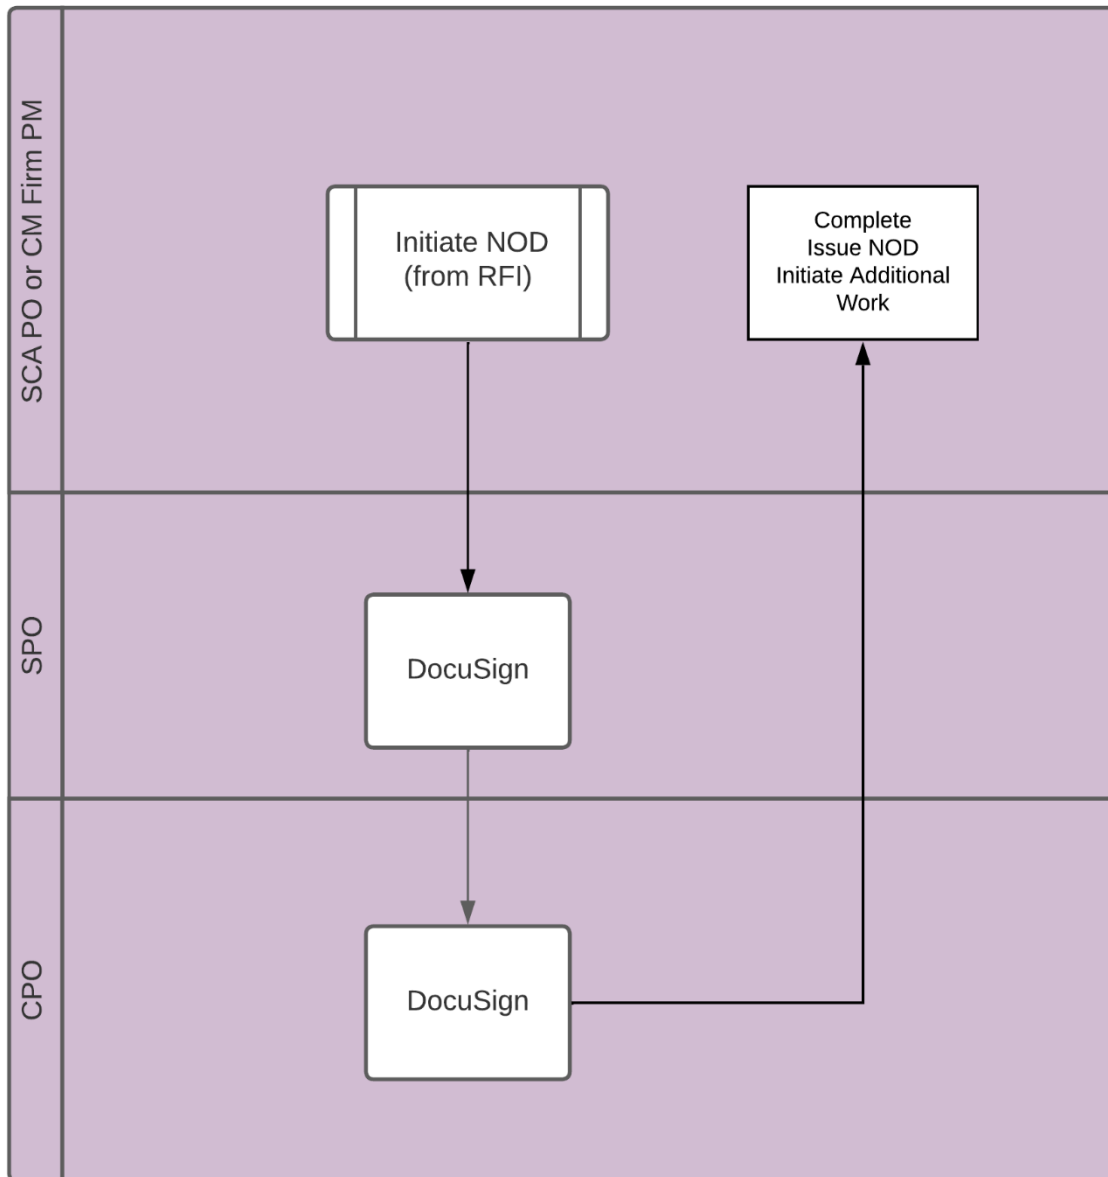 SCA PO or CM Firm PM
Initiate NOD
(from RFI)
Complete
Issue NOD
Initiate Additional
Work
SPO
DocuSign
CPO
DocuSign